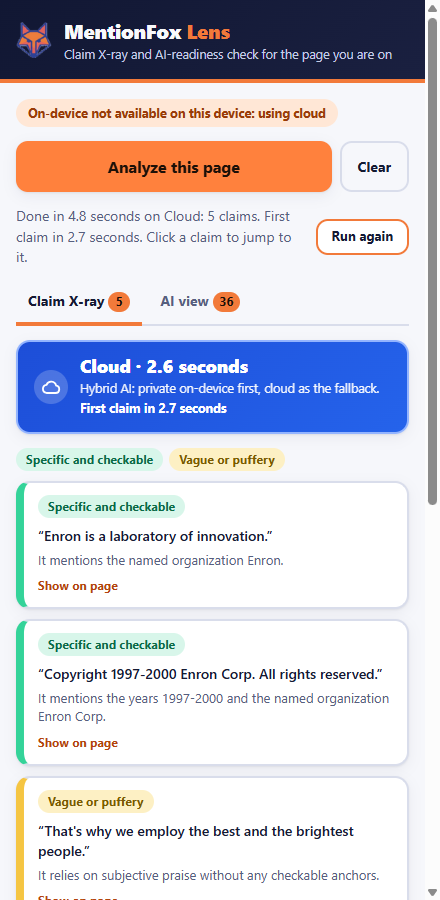 MentionFox Lens
Claim X-ray and AI-readiness check for the page you are on
On-device not available on this device: using cloud
Analyze this page
Clear
Done in 4.8 seconds on Cloud: 5 claims. First
claim in 2.7 seconds. Click a claim to jump to
it.
Run again
Claim X-ray 5
AI view 36
Cloud · 2.6 seconds
Hybrid AI: private on-device first, cloud as the fallback.
First claim in 2.7 seconds
Specific and checkable
Vague or puffery
Specific and checkable
“Enron is a laboratory of innovation.”
It mentions the named organization Enron.
Show on page
Specific and checkable
“Copyright 1997-2000 Enron Corp. All rights reserved.”
It mentions the years 1997-2000 and the named organization
Enron Corp.
Show on page
Vague or puffery
“That's why we employ the best and the brightest
people.”
It relies on subjective praise without any checkable anchors.
Show on page